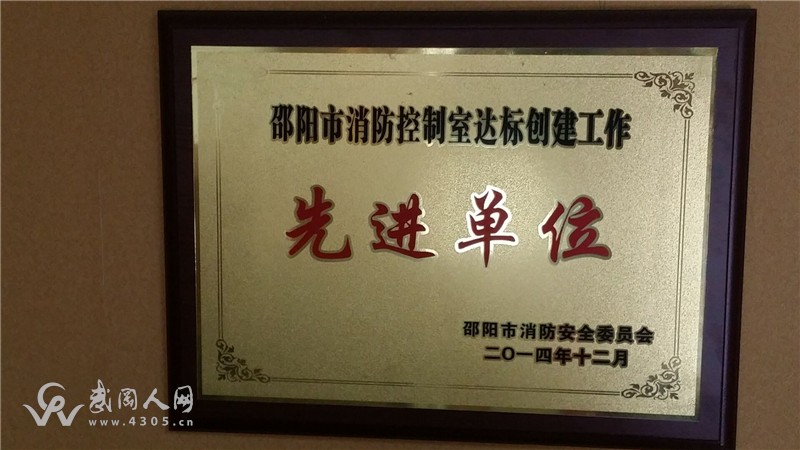 邵阳市消防控制室达标创建工作
先进单位
邵阳市消防安全委员会
二〇一四年十二月
武冈人网
www.4305.cn